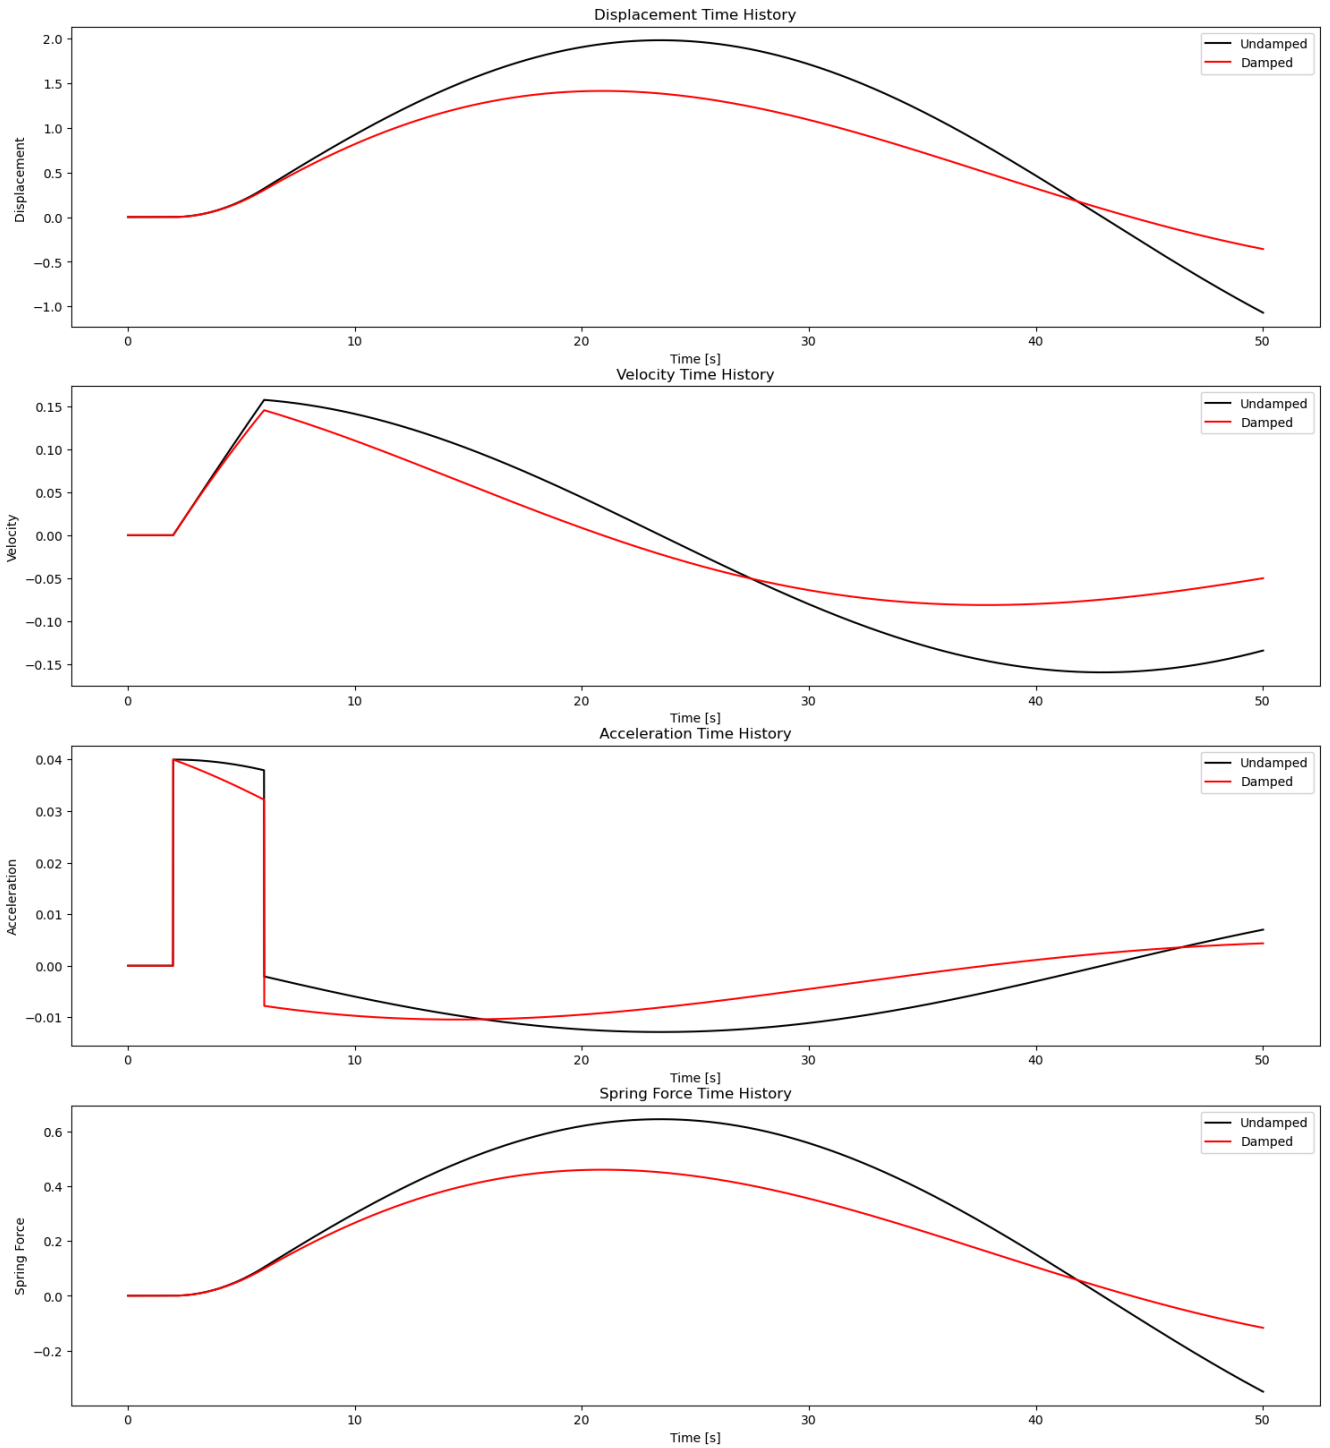 Displacement Time History
Undamped
Damped
2.0
1.5
1.0
0.5
0.0
−0.5
−1.0
Displacement
0 10 20 30 40 50
Time [s]
Velocity Time History
Undamped
Damped
0.15
0.10
0.05
0.00
−0.05
−0.10
−0.15
Velocity
0 10 20 30 40 50
Time [s]
Acceleration Time History
Undamped
Damped
0.04
0.03
0.02
0.01
0.00
−0.01
Acceleration
0 10 20 30 40 50
Time [s]
Spring Force Time History
Undamped
Damped
0.6
0.4
0.2
0.0
−0.2
Spring Force
0 10 20 30 40 50
Time [s]